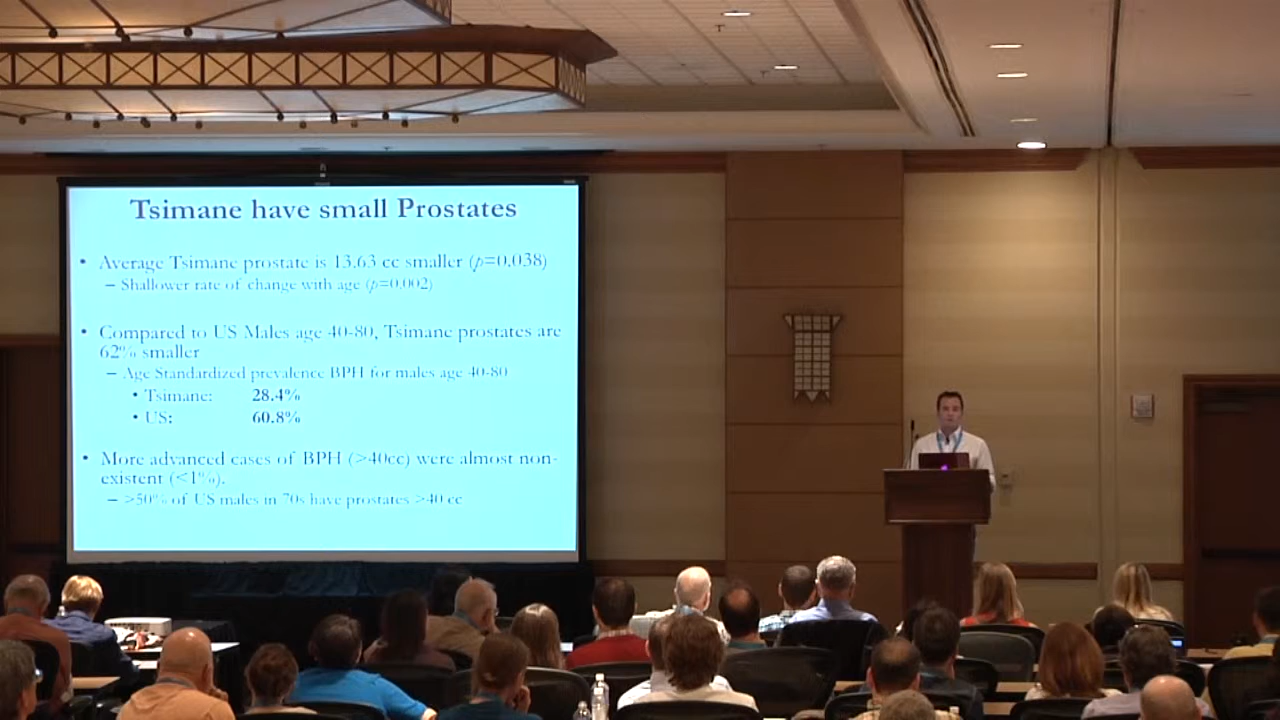 Tsimane have small Prostates
• Average Tsimane prostate is 13.63 cc smaller (p=0.038)
– Shallower rate of change with age (p=0.002)
• Compared to US Males age 40-80, Tsimane prostates are
62% smaller
– Age Standardized prevalence BPH for males age 40-80
• Tsimane: 28.4%
• US: 60.8%
• More advanced cases of BPH (>40cc) were almost non-
existent (<1%).
– >50% of US males in 70s have prostates >40 cc